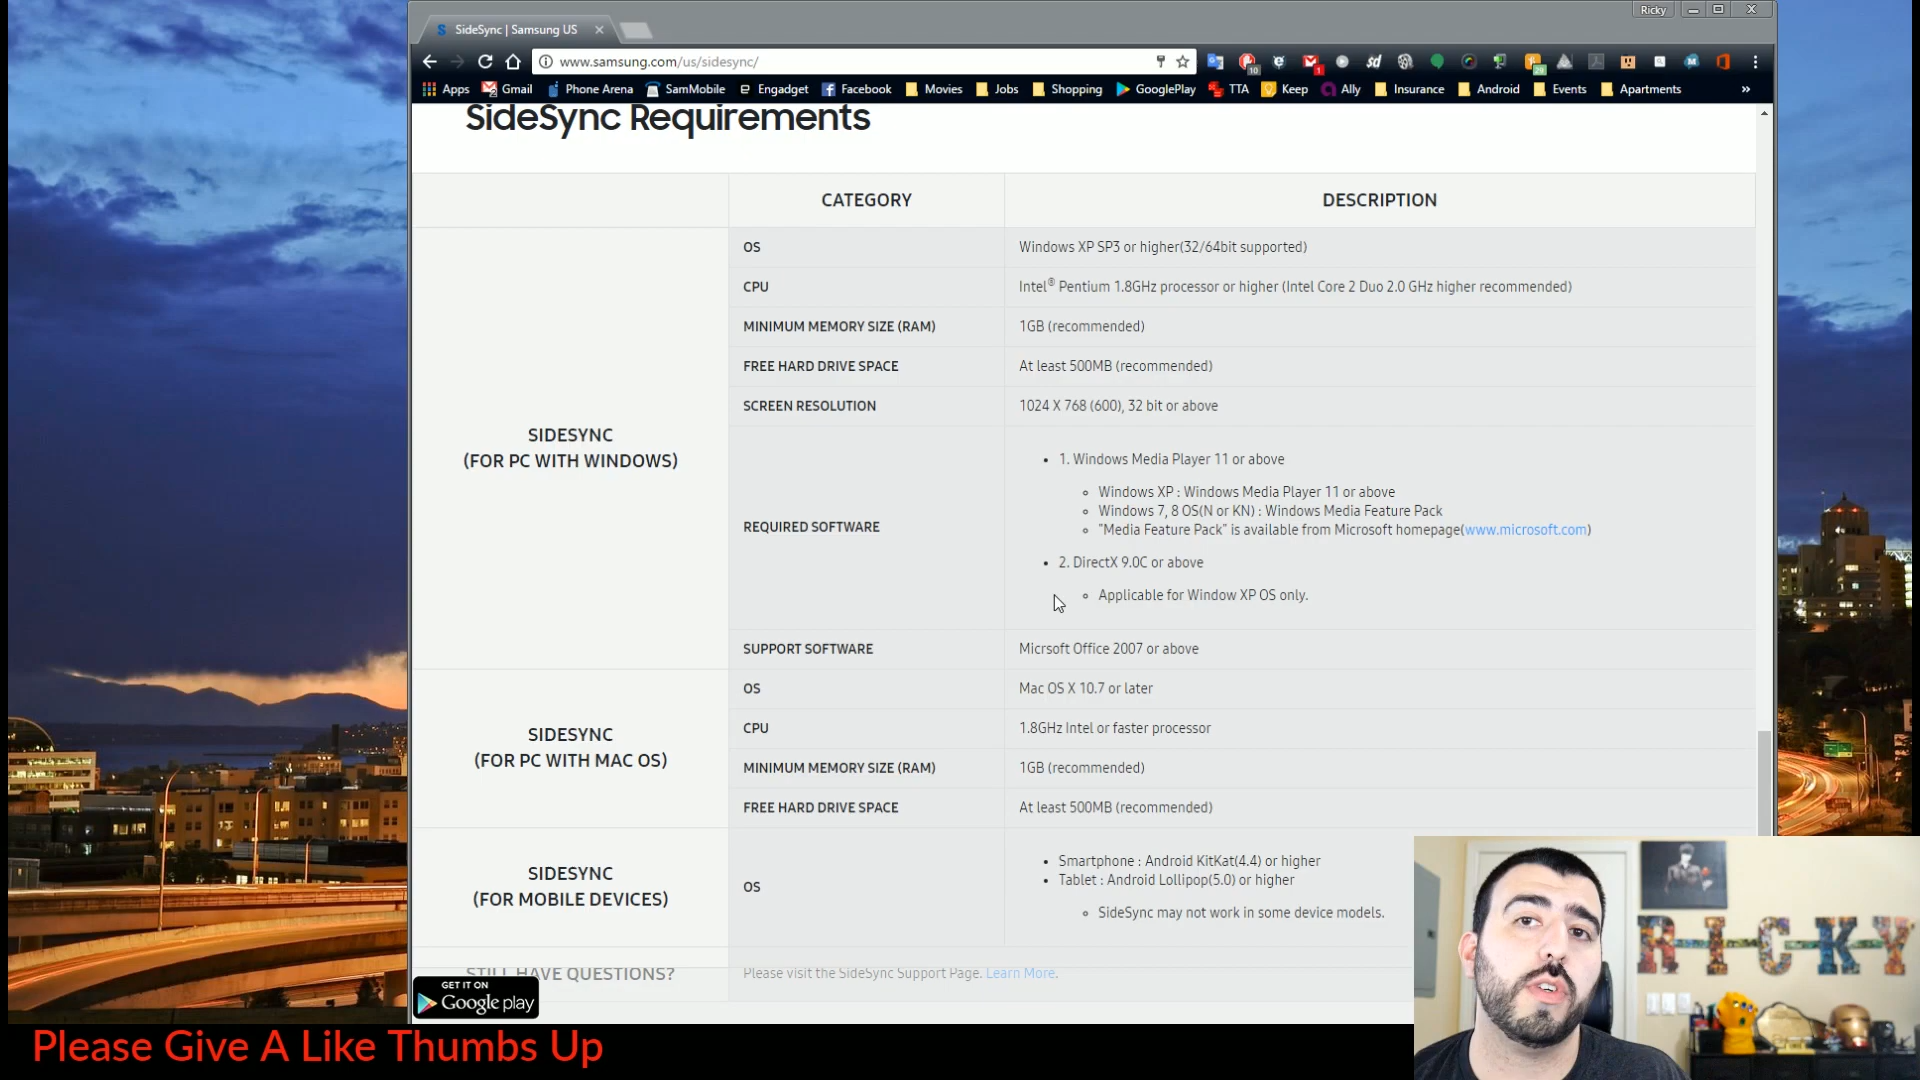 Ricky
SideSync | Samsung US
www.samsung.com/us/sidesync/
Apps Gmail Phone Arena SamMobile Engadget Facebook Movies Jobs Shopping GooglePlay TTA Keep Ally Insurance Android Events Apartments »
SideSync Requirements
CATEGORY DESCRIPTION
SIDESYNC
(FOR PC WITH WINDOWS)
OS Windows XP SP3 or higher(32/64bit supported)
CPU Intel® Pentium 1.8GHz processor or higher (Intel Core 2 Duo 2.0 GHz higher recommended)
MINIMUM MEMORY SIZE (RAM) 1GB (recommended)
FREE HARD DRIVE SPACE At least 500MB (recommended)
SCREEN RESOLUTION 1024 X 768 (600), 32 bit or above
REQUIRED SOFTWARE
1. Windows Media Player 11 or above
Windows XP : Windows Media Player 11 or above
Windows 7, 8 OS(N or KN) : Windows Media Feature Pack
"Media Feature Pack" is available from Microsoft homepage(www.microsoft.com)
2. DirectX 9.0C or above
Applicable for Window XP OS only.
SUPPORT SOFTWARE Micrsoft Office 2007 or above
SIDESYNC
(FOR PC WITH MAC OS)
OS Mac OS X 10.7 or later
CPU 1.8GHz Intel or faster processor
MINIMUM MEMORY SIZE (RAM) 1GB (recommended)
FREE HARD DRIVE SPACE At least 500MB (recommended)
SIDESYNC
(FOR MOBILE DEVICES)
OS
Smartphone : Android KitKat(4.4) or higher
Tablet : Android Lollipop(5.0) or higher
SideSync may not work in some device models.
STILL HAVE QUESTIONS? Please visit the SideSync Support Page. Learn More.
GET IT ON
Google play
RICKY
Please Give A Like Thumbs Up